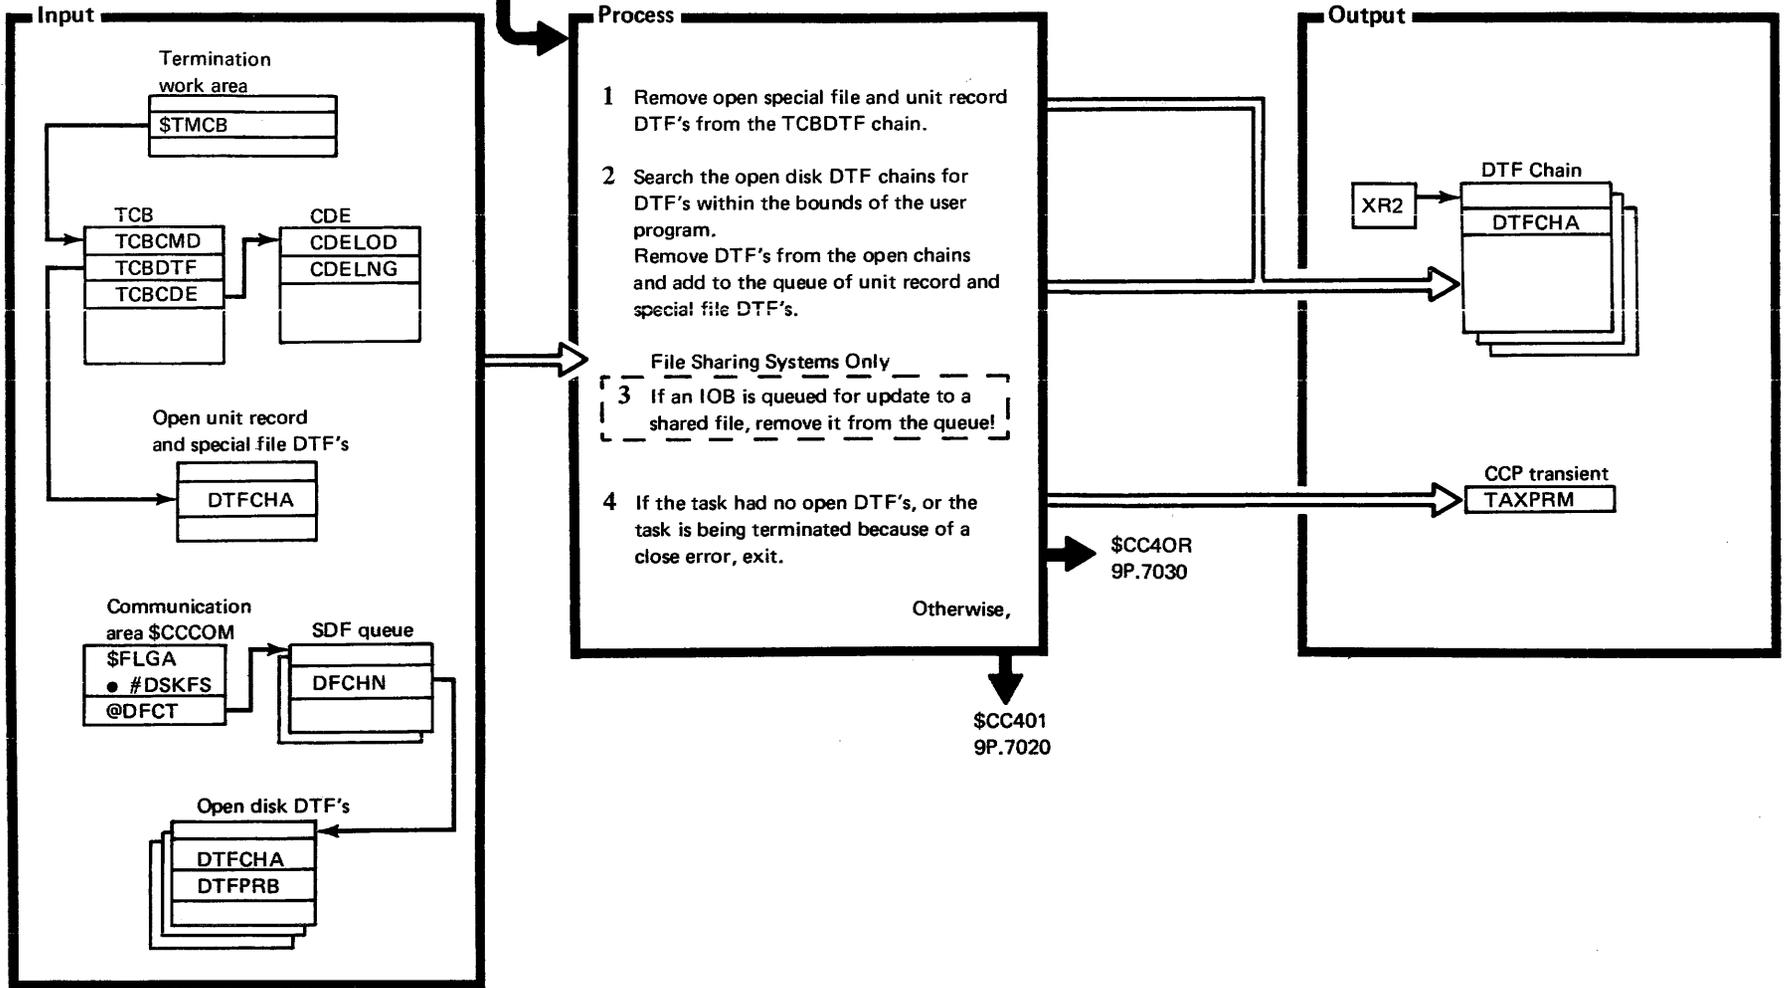 Input
Termination
work area
$TMCB
TCB
TCBCMD
TCBDTF
TCBCDE
CDE
CDELOD
CDELNG
Open unit record
and special file DTF's
DTFCHA
Communication
area $CCCOM
$FLGA
● #DSKFS
@DFCT
SDF queue
DFCHN
Open disk DTF's
DTFCHA
DTFPRB
Process
1 Remove open special file and unit record
DTF's from the TCBDTF chain.
2 Search the open disk DTF chains for
DTF's within the bounds of the user
program.
Remove DTF's from the open chains
and add to the queue of unit record and
special file DTF's.
File Sharing Systems Only
3 If an IOB is queued for update to a
shared file, remove it from the queue!
4 If the task had no open DTF's, or the
task is being terminated because of a
close error, exit.
Otherwise,
$CC4OR
9P.7030
$CC401
9P.7020
Output
DTF Chain
XR2
DTFCHA
CCP transient
TAXPRM